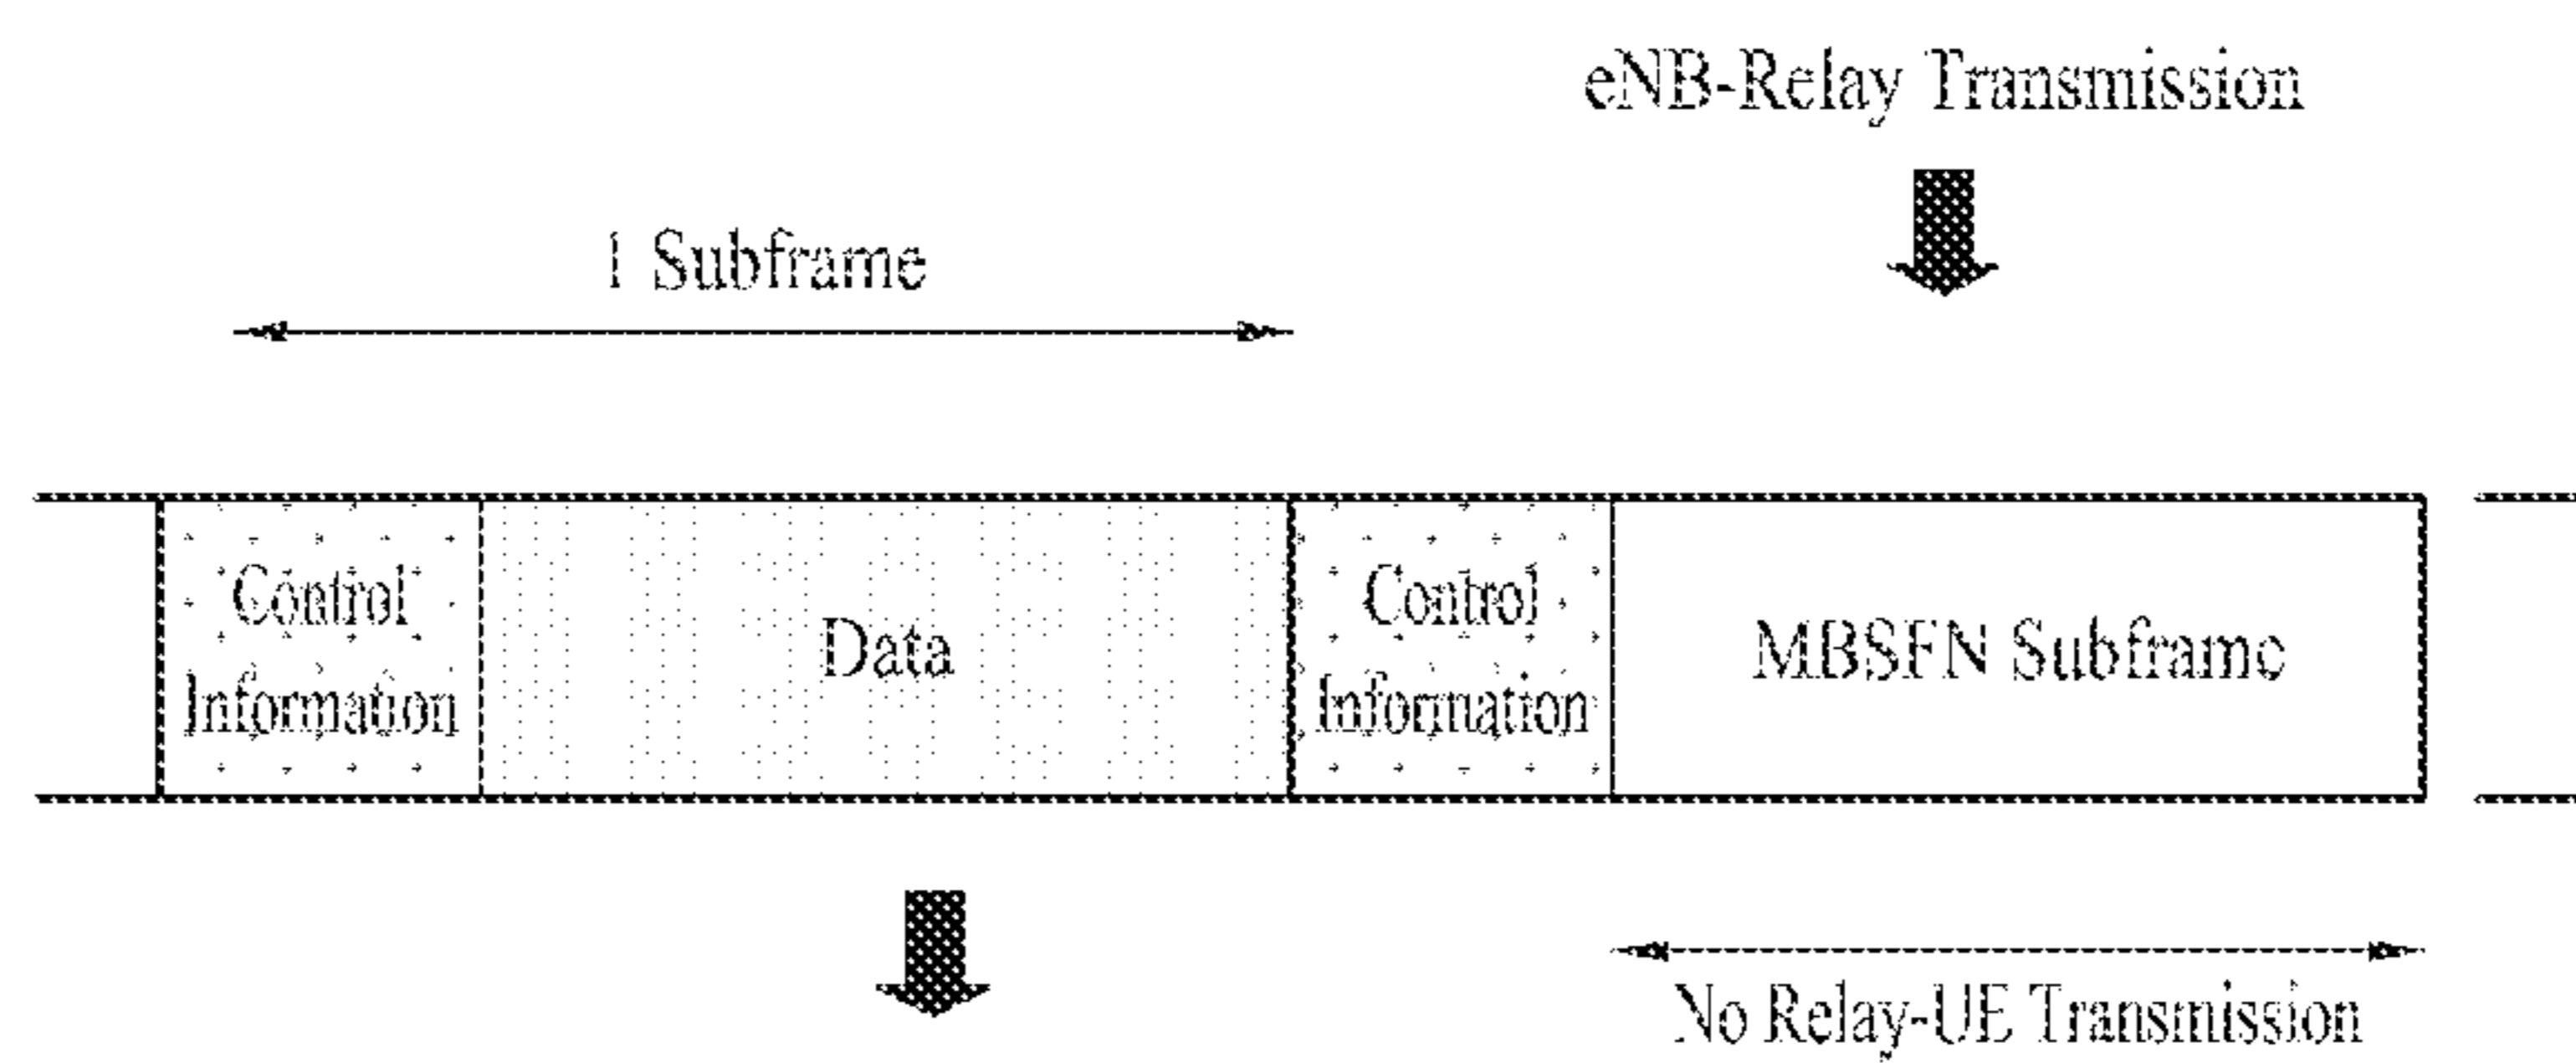 eNB-Relay Transmission
1 Subframe
Control
Information
Data
Control
Information
MBSFN Subframe
No Relay-UE Transmission